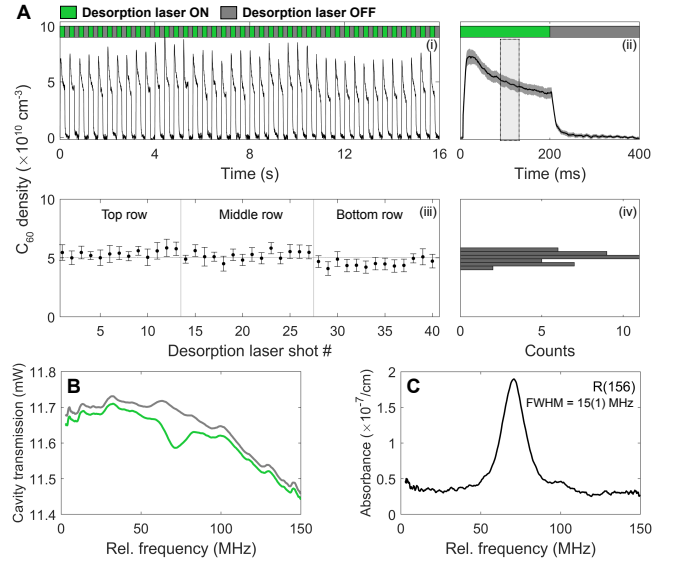 A
Desorption laser ON
Desorption laser OFF
C60 density (×10^10 cm^-3)
10
5
0
(i)
0 4 8 12 16
Time (s)
(ii)
0 200 400
Time (ms)
10
5
0
Top row
Middle row
Bottom row
(iii)
5 10 15 20 25 30 35 40
Desorption laser shot #
(iv)
0 5 10
Counts
B
Cavity transmission (mW)
11.8
11.7
11.6
11.5
11.4
0 50 100 150
Rel. frequency (MHz)
C
R(156)
FWHM = 15(1) MHz
Absorbance (×10^-7/cm)
2
1.5
1
0.5
0
0 50 100 150
Rel. frequency (MHz)